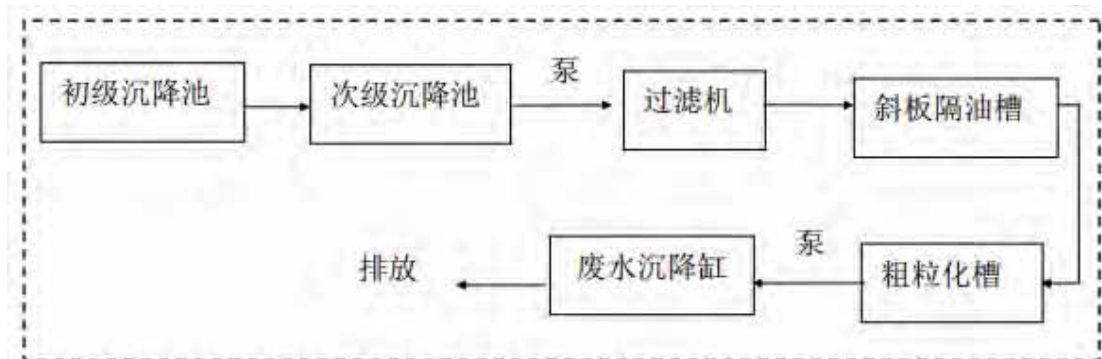 初级沉降池
次级沉降池
泵
过滤机
斜板隔油槽
粗粒化槽
泵
废水沉降缸
排放